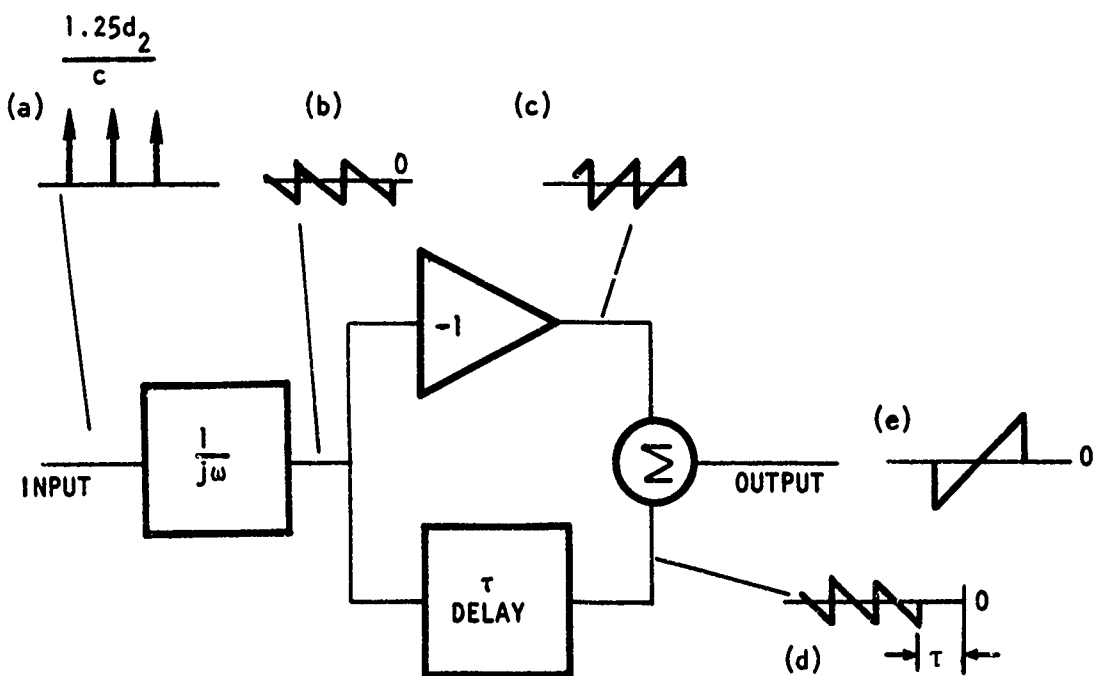 1.25d₂
c
(a)
(b)
(c)
0
-1
1
jω
INPUT
Σ
OUTPUT
(e)
0
τ
DELAY
0
(d)
τ